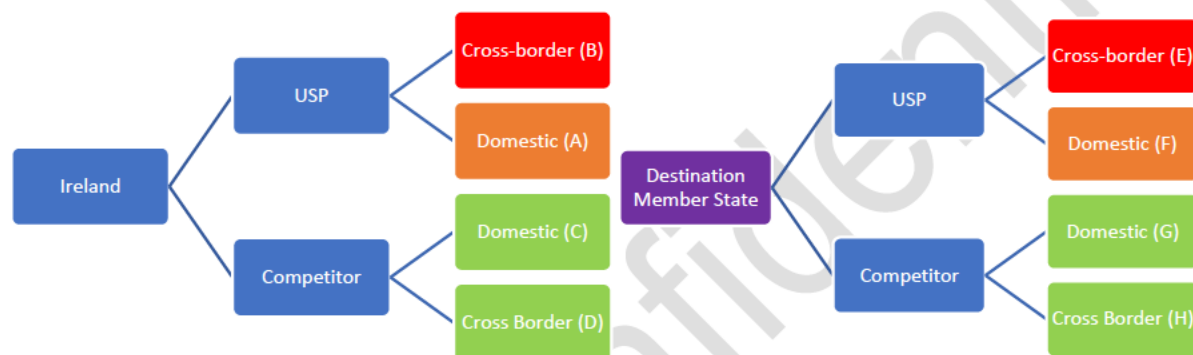 Cross-border (B)
USP
Domestic (A)
Ireland
Domestic (C)
Competitor
Cross Border (D)
Cross-border (E)
USP
Domestic (F)
Destination
Member State
Domestic (G)
Competitor
Cross Border (H)